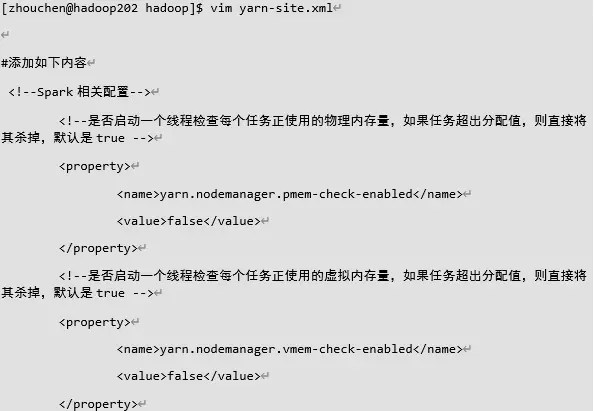 [zhouchen@hadoop202 hadoop]$ vim yarn-site.xml↵
↵
#添加如下内容↵
<!--Spark 相关配置-->↵
<!--是否启动一个线程检查每个任务正使用的物理内存量，如果任务超出分配值，则直接将
其杀掉，默认是 true -->↵
<property>↵
<name>yarn.nodemanager.pmem-check-enabled</name>↵
<value>false</value>↵
</property>↵
<!--是否启动一个线程检查每个任务正使用的虚拟内存量，如果任务超出分配值，则直接将
其杀掉，默认是 true -->↵
<property>↵
<name>yarn.nodemanager.vmem-check-enabled</name>↵
<value>false</value>↵
</property>↵